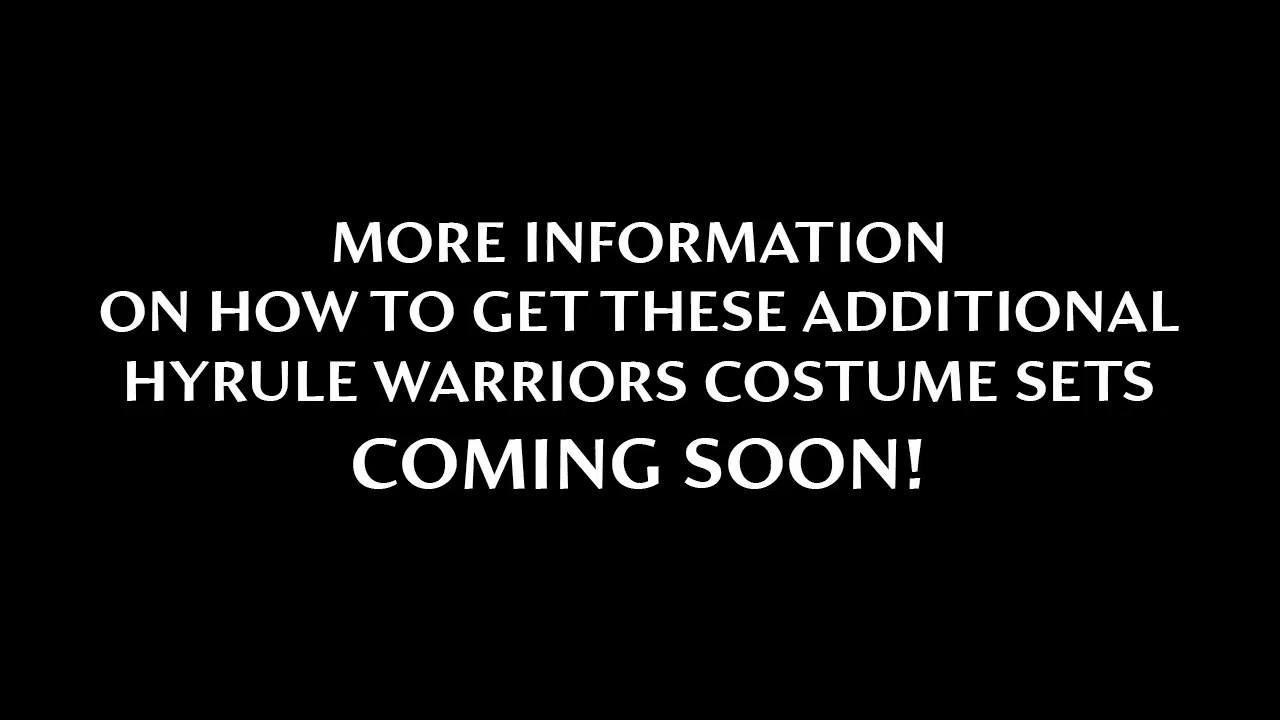 MORE INFORMATION
ON HOW TO GET THESE ADDITIONAL
HYRULE WARRIORS COSTUME SETS
COMING SOON!